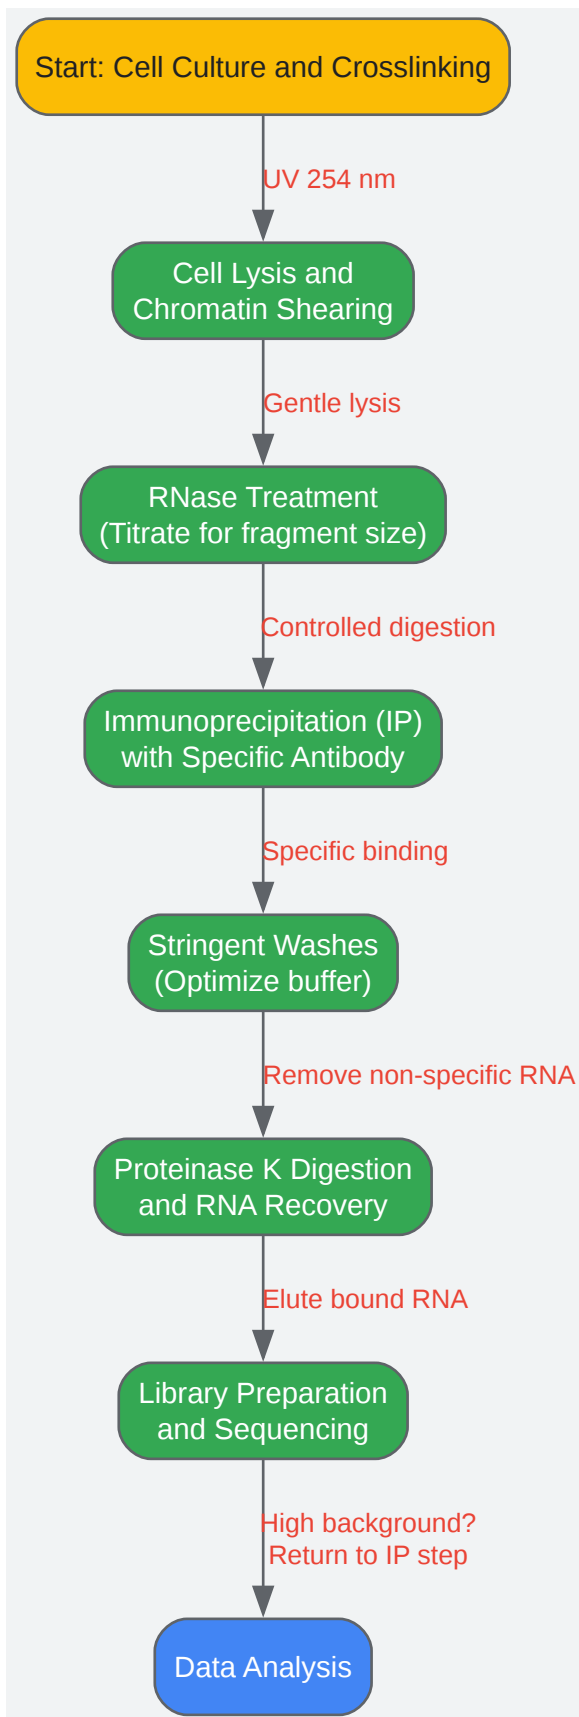 Start: Cell Culture and Crosslinking
UV 254 nm
Cell Lysis and
Chromatin Shearing
Gentle lysis
RNase Treatment
(Titrate for fragment size)
Controlled digestion
Immunoprecipitation (IP)
with Specific Antibody
Specific binding
Stringent Washes
(Optimize buffer)
Remove non-specific RNA
Proteinase K Digestion
and RNA Recovery
Elute bound RNA
Library Preparation
and Sequencing
High background?
Return to IP step
Data Analysis